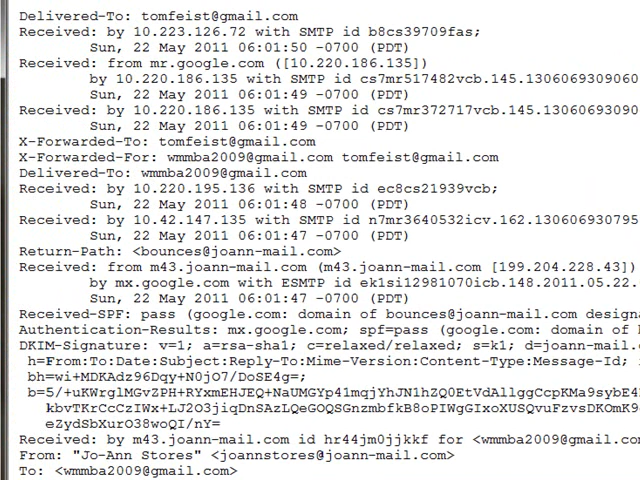 Delivered-To: tomfeist@gmail.com
Received: by 10.223.126.72 with SMTP id b8cs39709fas;
Sun, 22 May 2011 06:01:50 -0700 (PDT)
Received: from mr.google.com ([10.220.186.135])
by 10.220.186.135 with SMTP id cs7mr517482vcb.145.1306069309060
Sun, 22 May 2011 06:01:49 -0700 (PDT)
Received: by 10.220.186.135 with SMTP id cs7mr372717vcb.145.13060693090
Sun, 22 May 2011 06:01:49 -0700 (PDT)
X-Forwarded-To: tomfeist@gmail.com
X-Forwarded-For: wmmba2009@gmail.com tomfeist@gmail.com
Delivered-To: wmmba2009@gmail.com
Received: by 10.220.195.136 with SMTP id ec8cs21939vcb;
Sun, 22 May 2011 06:01:48 -0700 (PDT)
Received: by 10.42.147.135 with SMTP id n7mr3640532icv.162.130606930795
Sun, 22 May 2011 06:01:47 -0700 (PDT)
Return-Path: <bounces@joann-mail.com>
Received: from m43.joann-mail.com (m43.joann-mail.com [199.204.228.43])
by mx.google.com with ESMTP id ek1si12981070icb.148.2011.05.22.
Sun, 22 May 2011 06:01:47 -0700 (PDT)
Received-SPF: pass (google.com: domain of bounces@joann-mail.com designa
Authentication-Results: mx.google.com; spf=pass (google.com: domain of b
DKIM-Signature: v=1; a=rsa-sha1; c=relaxed/relaxed; s=k1; d=joann-mail.c
h=From:To:Date:Subject:Reply-To:Mime-Version:Content-Type:Message-Id; i
bh=wi+MDKAdz96Dqy+N0jO7/DoSE4g=;
b=5/+uKWrglMGvZPH+RYxmEHJEQ+NaUMGYp41mqjYhJN1hZQ0EtVdAllggCcpKMa9sybE4
kbvTKrCcCzIWx+LJ2O3jiqDnSAzLQeGOQSGnzmbfkB8oPIWgGIxoXUSQvuFzvsDKOmK9
eZydSbXurO38woQI/nY=
Received: by m43.joann-mail.com id hr44jm0jjkkf for <wmmba2009@gmail.com
From: "Jo-Ann Stores" <joannstores@joann-mail.com>
To: <wmmba2009@gmail.com>